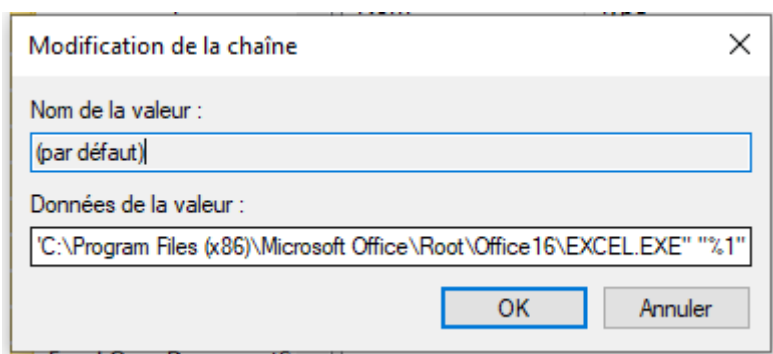 Modification de la chaîne
Nom de la valeur :
(par défaut)
Données de la valeur :
"C:\Program Files (x86)\Microsoft Office\Root\Office16\EXCEL.EXE" "%1"
OK
Annuler